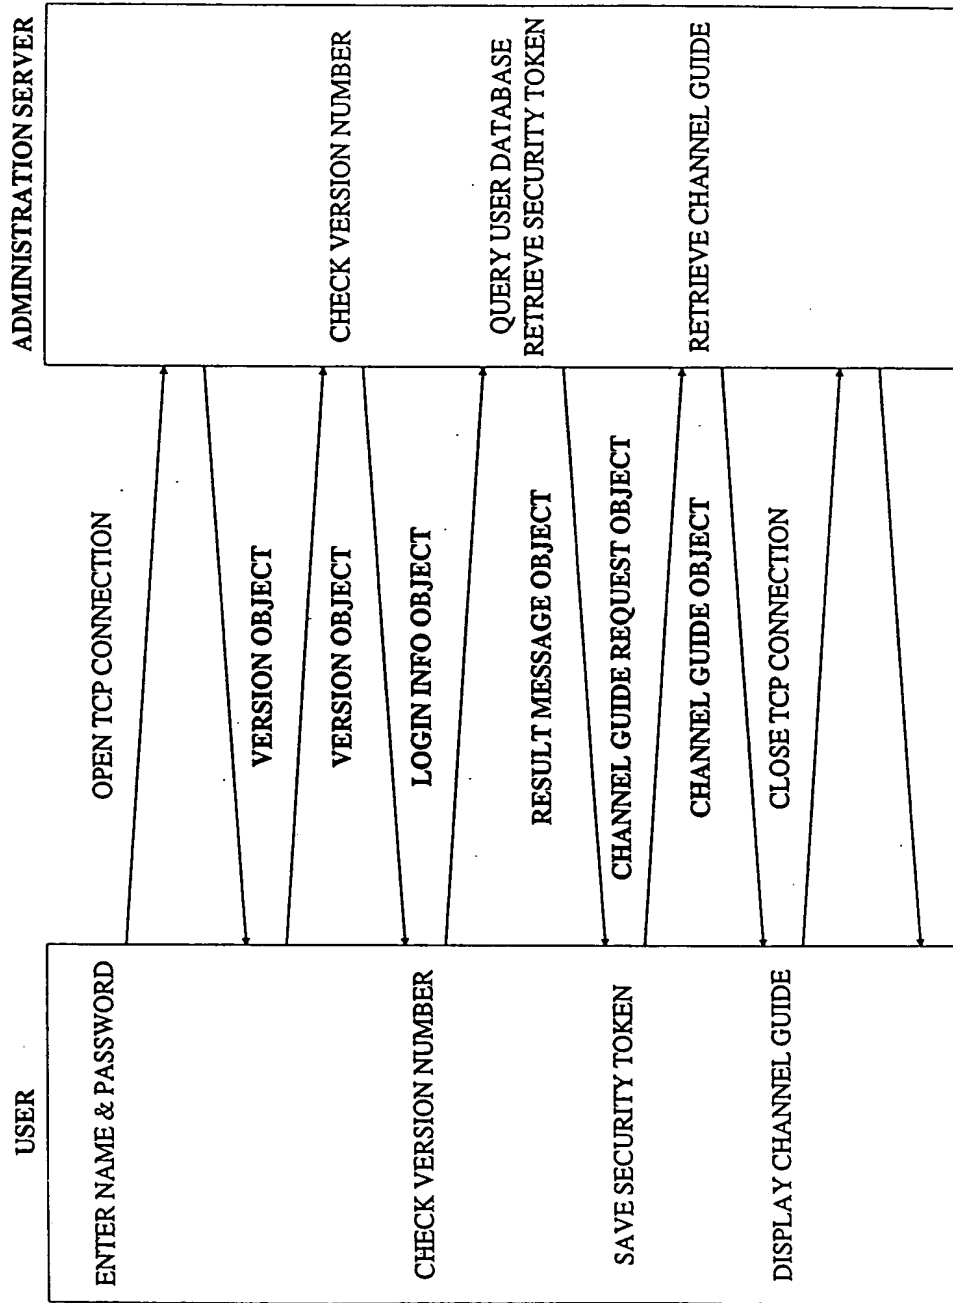 USER
ADMINISTRATION SERVER
ENTER NAME & PASSWORD
OPEN TCP CONNECTION
VERSION OBJECT
VERSION OBJECT
CHECK VERSION NUMBER
CHECK VERSION NUMBER
LOGIN INFO OBJECT
QUERY USER DATABASE
RETRIEVE SECURITY TOKEN
RESULT MESSAGE OBJECT
SAVE SECURITY TOKEN
CHANNEL GUIDE REQUEST OBJECT
RETRIEVE CHANNEL GUIDE
CHANNEL GUIDE OBJECT
DISPLAY CHANNEL GUIDE
CLOSE TCP CONNECTION